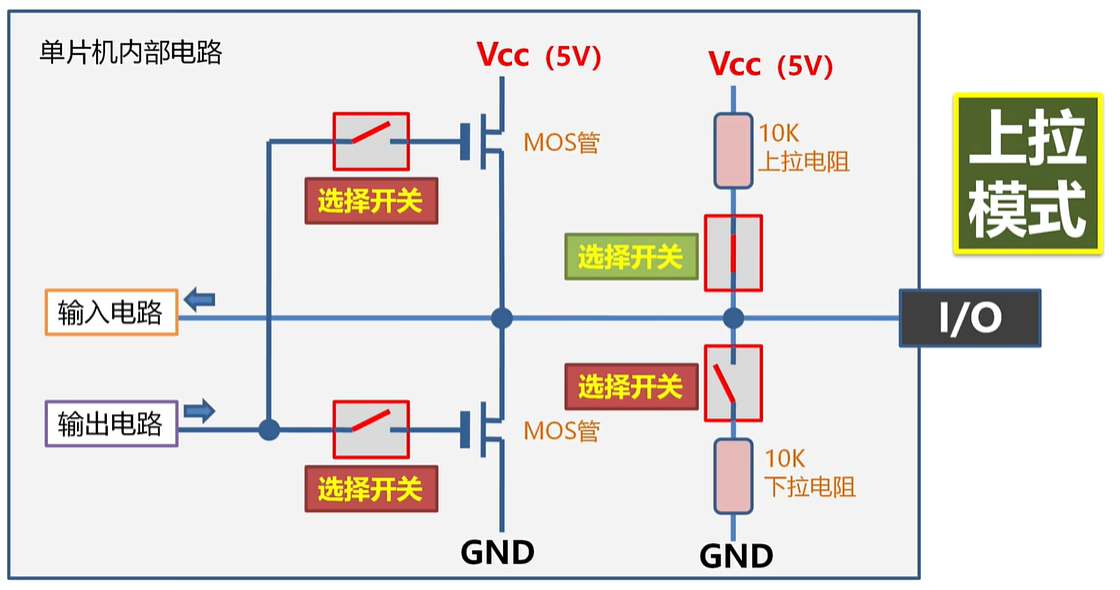 单片机内部电路
Vcc（5V）
Vcc（5V）
MOS管
10K
上拉电阻
上拉
模式
选择开关
选择开关
输入电路
I/O
选择开关
输出电路
MOS管
10K
下拉电阻
选择开关
GND
GND